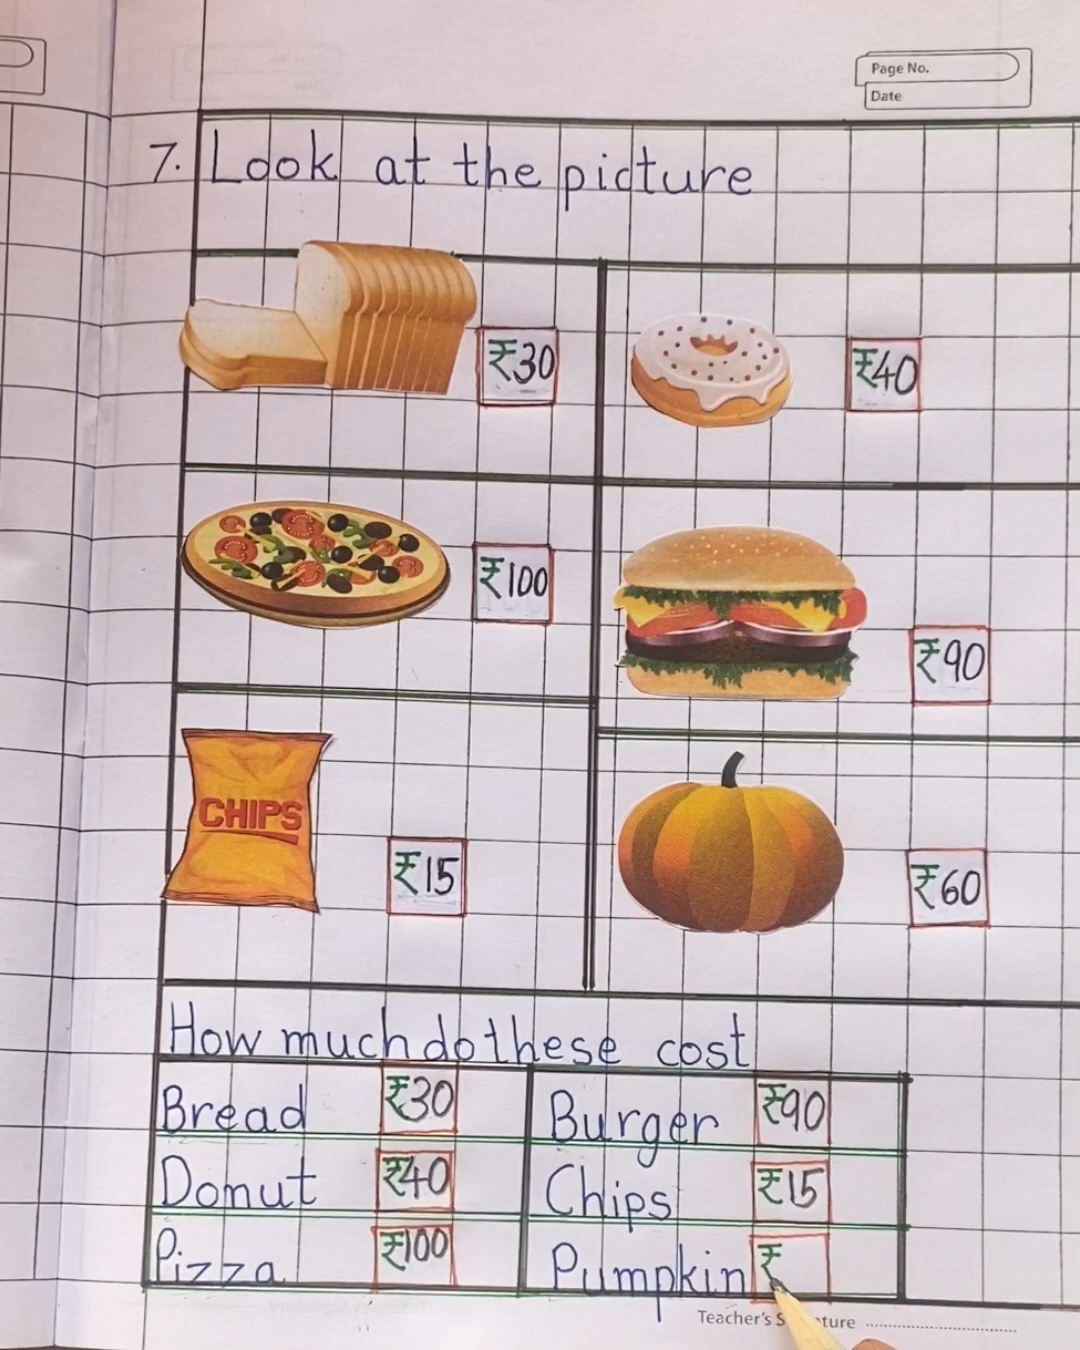 Page No.
Date
7. Look at the picture
₹30
₹40
₹100
₹90
CHIPS
₹15
₹60
How much do these cost
Bread ₹30 Burger ₹90
Donut ₹40 Chips ₹15
Pizza ₹100 Pumpkin ₹
Teacher's